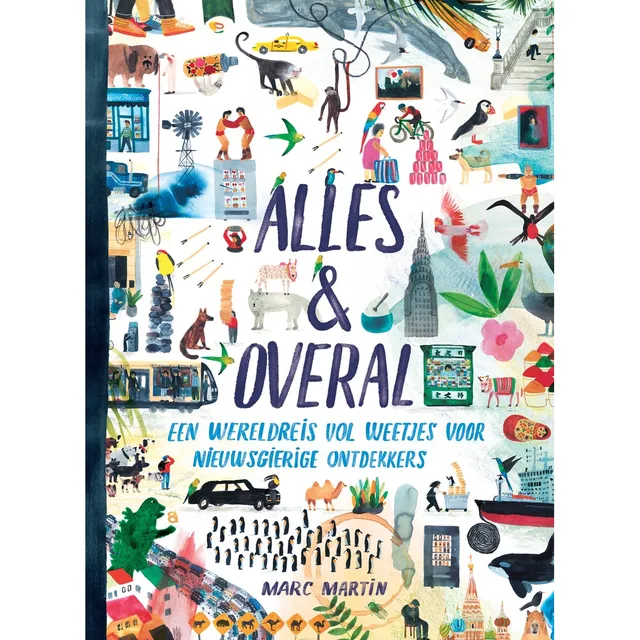 ALLES
&
OVERAL
EEN WERELDREIS VOL WEETJES VOOR
NIEUWSGIERIGE ONTDEKKERS
MARC MARTIN